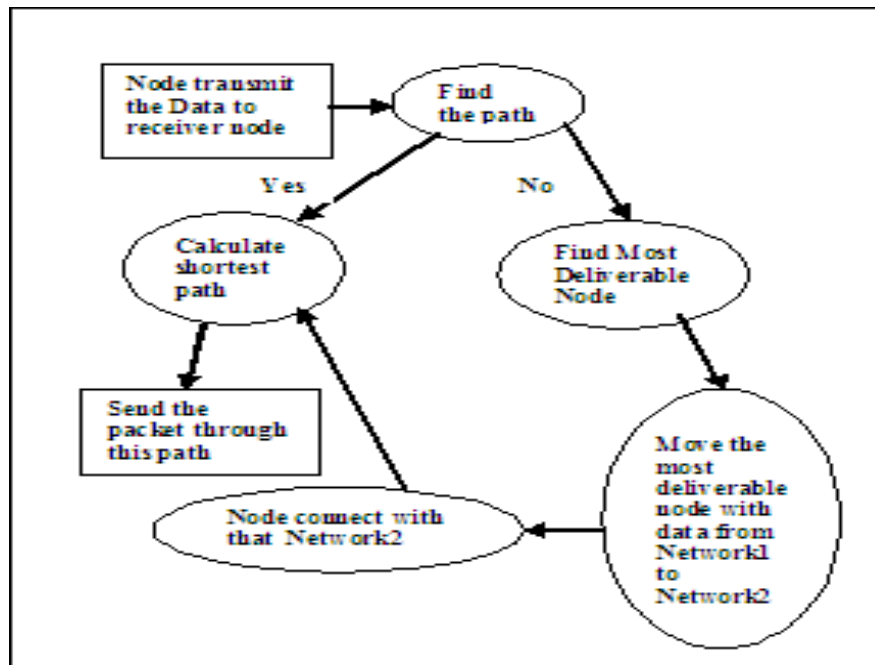 Node transmit
the Data to
receiver node
Find
the path
Yes
No
Calculate
shortest
path
Find Most
Deliverable
Node
Send the
packet through
this path
Move the
most
deliverable
node with
data from
Network1
to
Network2
Node connect with
that Network2